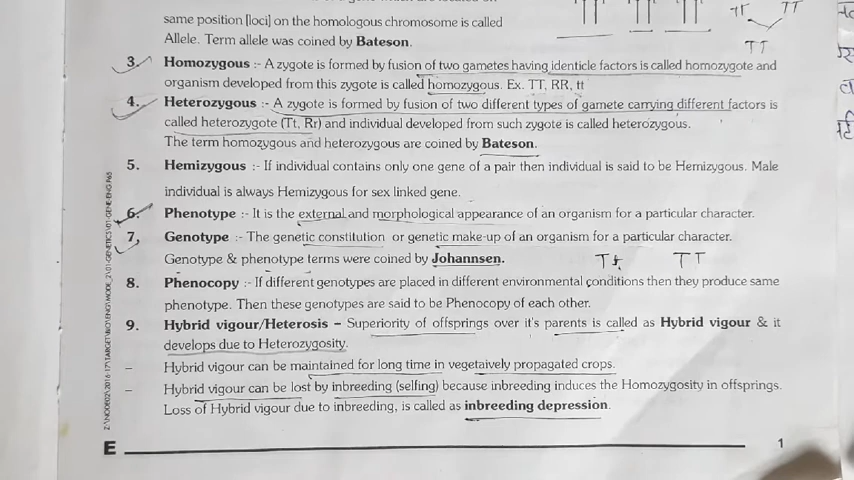 same position [loci] on the homologous chromosome is called
Allele. Term allele was coined by Bateson.
TT TT
TT
3. Homozygous :- A zygote is formed by fusion of two gametes having identicle factors is called homozygote and
organism developed from this zygote is called homozygous. Ex. TT, RR, tt
4. Heterozygous :- A zygote is formed by fusion of two different types of gamete carrying different factors is
called heterozygote (Tt, Rr) and individual developed from such zygote is called heterozygous.
The term homozygous and heterozygous are coined by Bateson.
5. Hemizygous :- If individual contains only one gene of a pair then individual is said to be Hemizygous. Male
individual is always Hemizygous for sex linked gene.
6. Phenotype :- It is the external and morphological appearance of an organism for a particular character.
7, Genotype :- The genetic constitution or genetic make-up of an organism for a particular character.
Genotype & phenotype terms were coined by Johannsen.
Tt TT
8. Phenocopy :- If different genotypes are placed in different environmental conditions then they produce same
phenotype. Then these genotypes are said to be Phenocopy of each other.
9. Hybrid vigour/Heterosis – Superiority of offsprings over it's parents is called as Hybrid vigour & it
develops due to Heterozygosity.
– Hybrid vigour can be maintained for long time in vegetaively propagated crops.
– Hybrid vigour can be lost by inbreeding (selfing) because inbreeding induces the Homozygosity in offsprings.
Loss of Hybrid vigour due to inbreeding, is called as inbreeding depression.
E 1